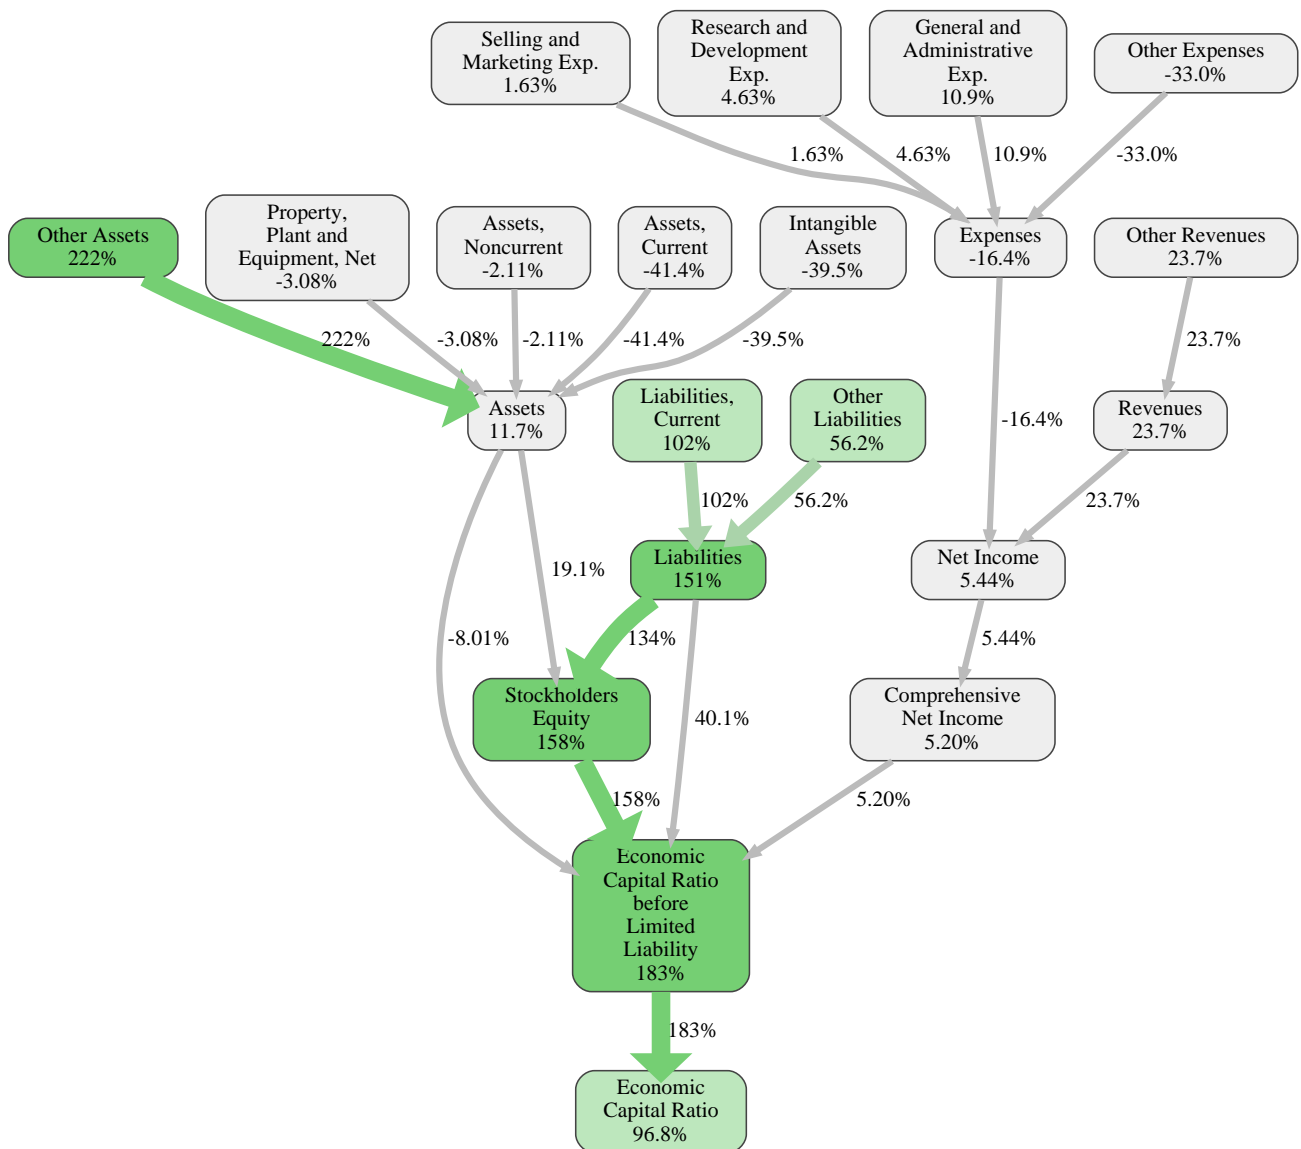 Selling and
Marketing Exp.
1.63%
Research and
Development
Exp.
4.63%
General and
Administrative
Exp.
10.9%
Other Expenses
-33.0%
1.63%
4.63%
10.9%
-33.0%
Other Assets
222%
Property,
Plant and
Equipment, Net
-3.08%
Assets,
Noncurrent
-2.11%
Assets,
Current
-41.4%
Intangible
Assets
-39.5%
Expenses
-16.4%
Other Revenues
23.7%
222%
-3.08%
-2.11%
-41.4%
-39.5%
23.7%
Assets
11.7%
Liabilities,
Current
102%
Other
Liabilities
56.2%
-16.4%
Revenues
23.7%
102%
56.2%
23.7%
19.1%
Liabilities
151%
Net Income
5.44%
-8.01%
134%
5.44%
Stockholders
Equity
158%
40.1%
Comprehensive
Net Income
5.20%
158%
5.20%
Economic
Capital Ratio
before
Limited
Liability
183%
183%
Economic
Capital Ratio
96.8%